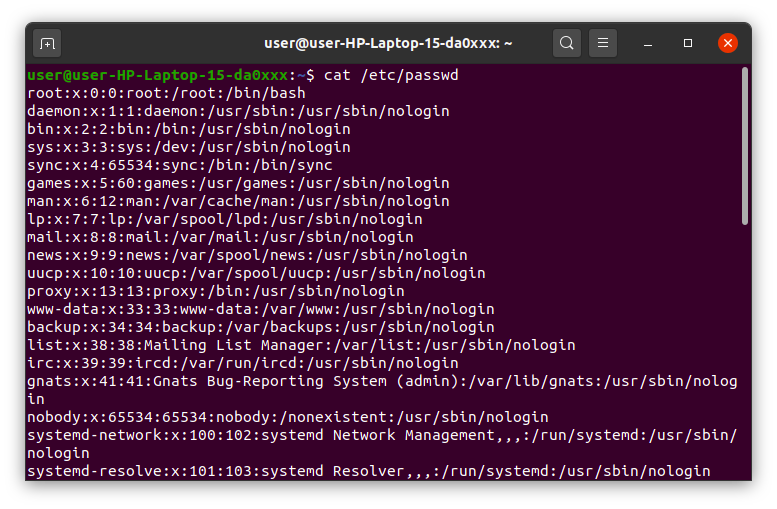 user@user-HP-Laptop-15-da0xxx: ~
user@user-HP-Laptop-15-da0xxx:~$ cat /etc/passwd
root:x:0:0:root:/root:/bin/bash
daemon:x:1:1:daemon:/usr/sbin:/usr/sbin/nologin
bin:x:2:2:bin:/bin:/usr/sbin/nologin
sys:x:3:3:sys:/dev:/usr/sbin/nologin
sync:x:4:65534:sync:/bin:/bin/sync
games:x:5:60:games:/usr/games:/usr/sbin/nologin
man:x:6:12:man:/var/cache/man:/usr/sbin/nologin
lp:x:7:7:lp:/var/spool/lpd:/usr/sbin/nologin
mail:x:8:8:mail:/var/mail:/usr/sbin/nologin
news:x:9:9:news:/var/spool/news:/usr/sbin/nologin
uucp:x:10:10:uucp:/var/spool/uucp:/usr/sbin/nologin
proxy:x:13:13:proxy:/bin:/usr/sbin/nologin
www-data:x:33:33:www-data:/var/www:/usr/sbin/nologin
backup:x:34:34:backup:/var/backups:/usr/sbin/nologin
list:x:38:38:Mailing List Manager:/var/list:/usr/sbin/nologin
irc:x:39:39:ircd:/var/run/ircd:/usr/sbin/nologin
gnats:x:41:41:Gnats Bug-Reporting System (admin):/var/lib/gnats:/usr/sbin/nolog
in
nobody:x:65534:65534:nobody:/nonexistent:/usr/sbin/nologin
systemd-network:x:100:102:systemd Network Management,,,:/run/systemd:/usr/sbin/
nologin
systemd-resolve:x:101:103:systemd Resolver,,,:/run/systemd:/usr/sbin/nologin